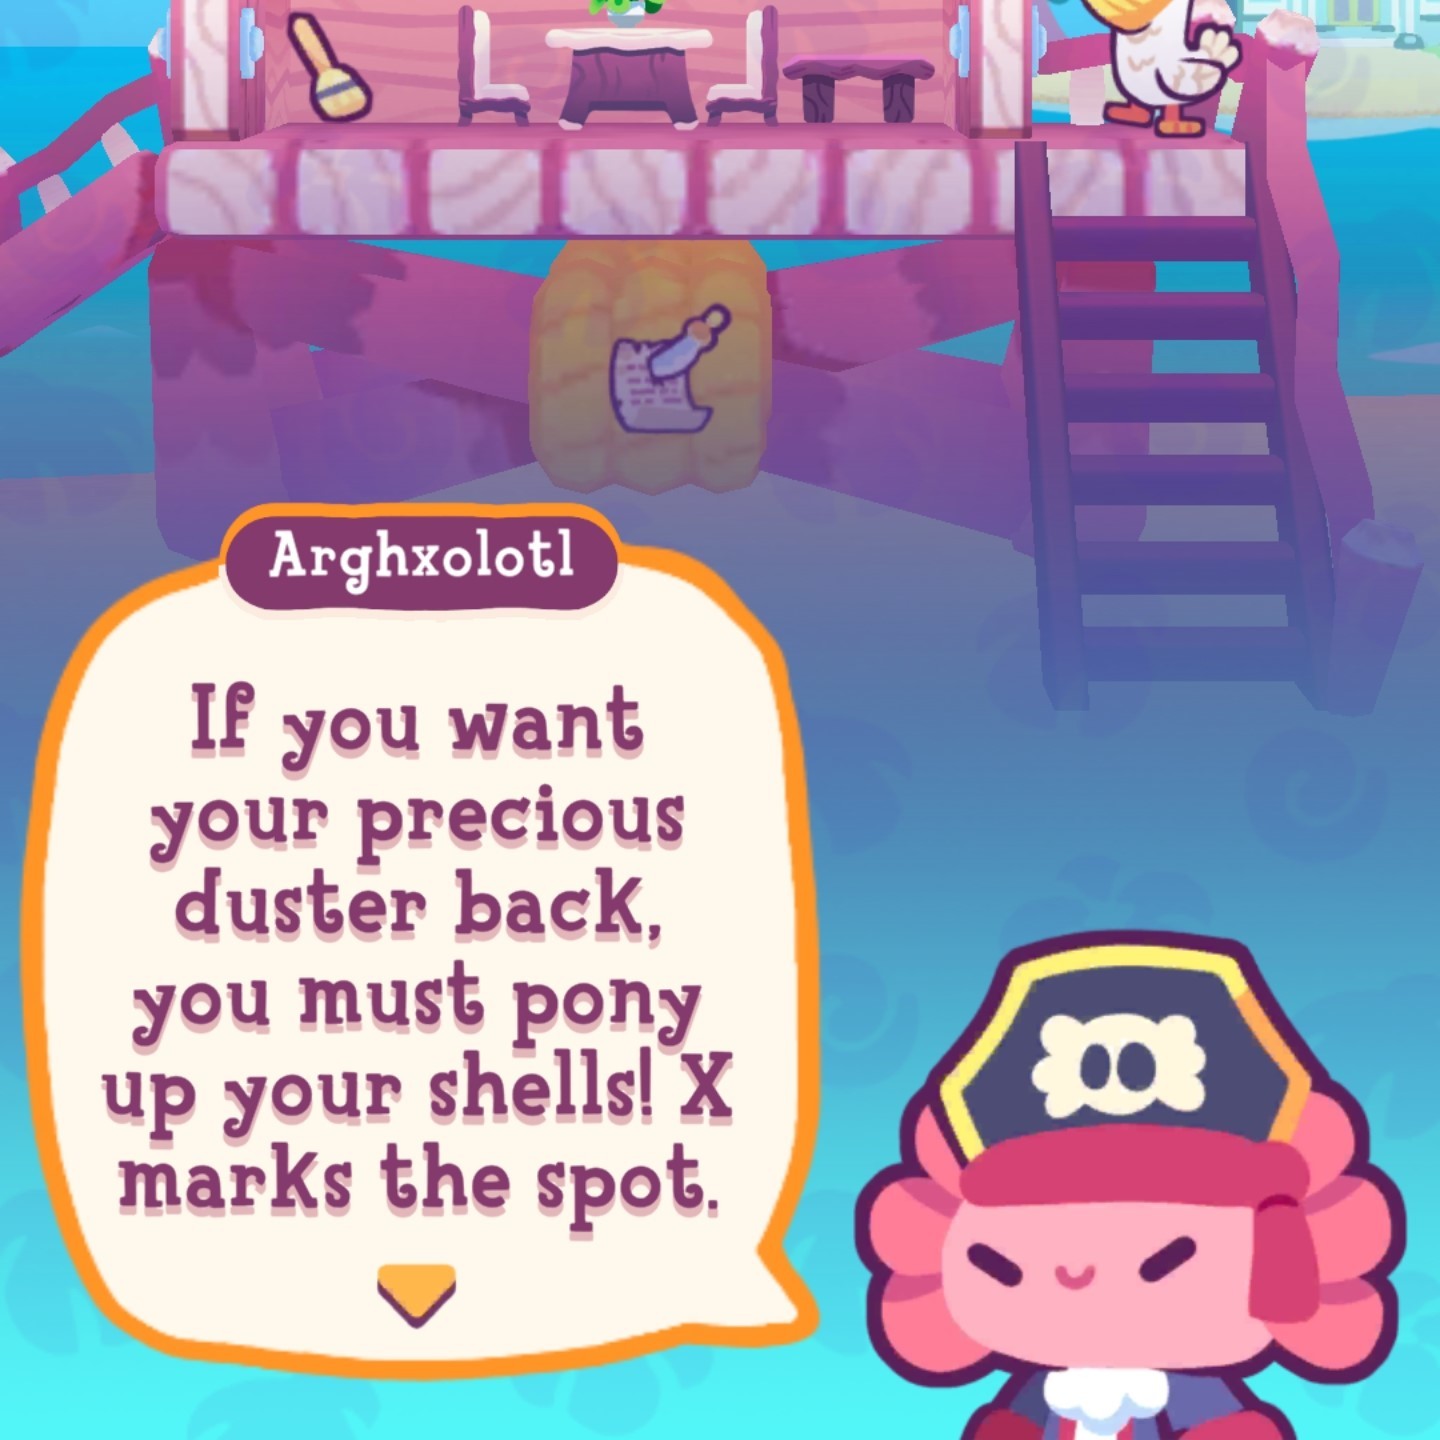 Arghxolotl
If you want
your precious
duster back,
you must pony
up your shells! X
marks the spot.